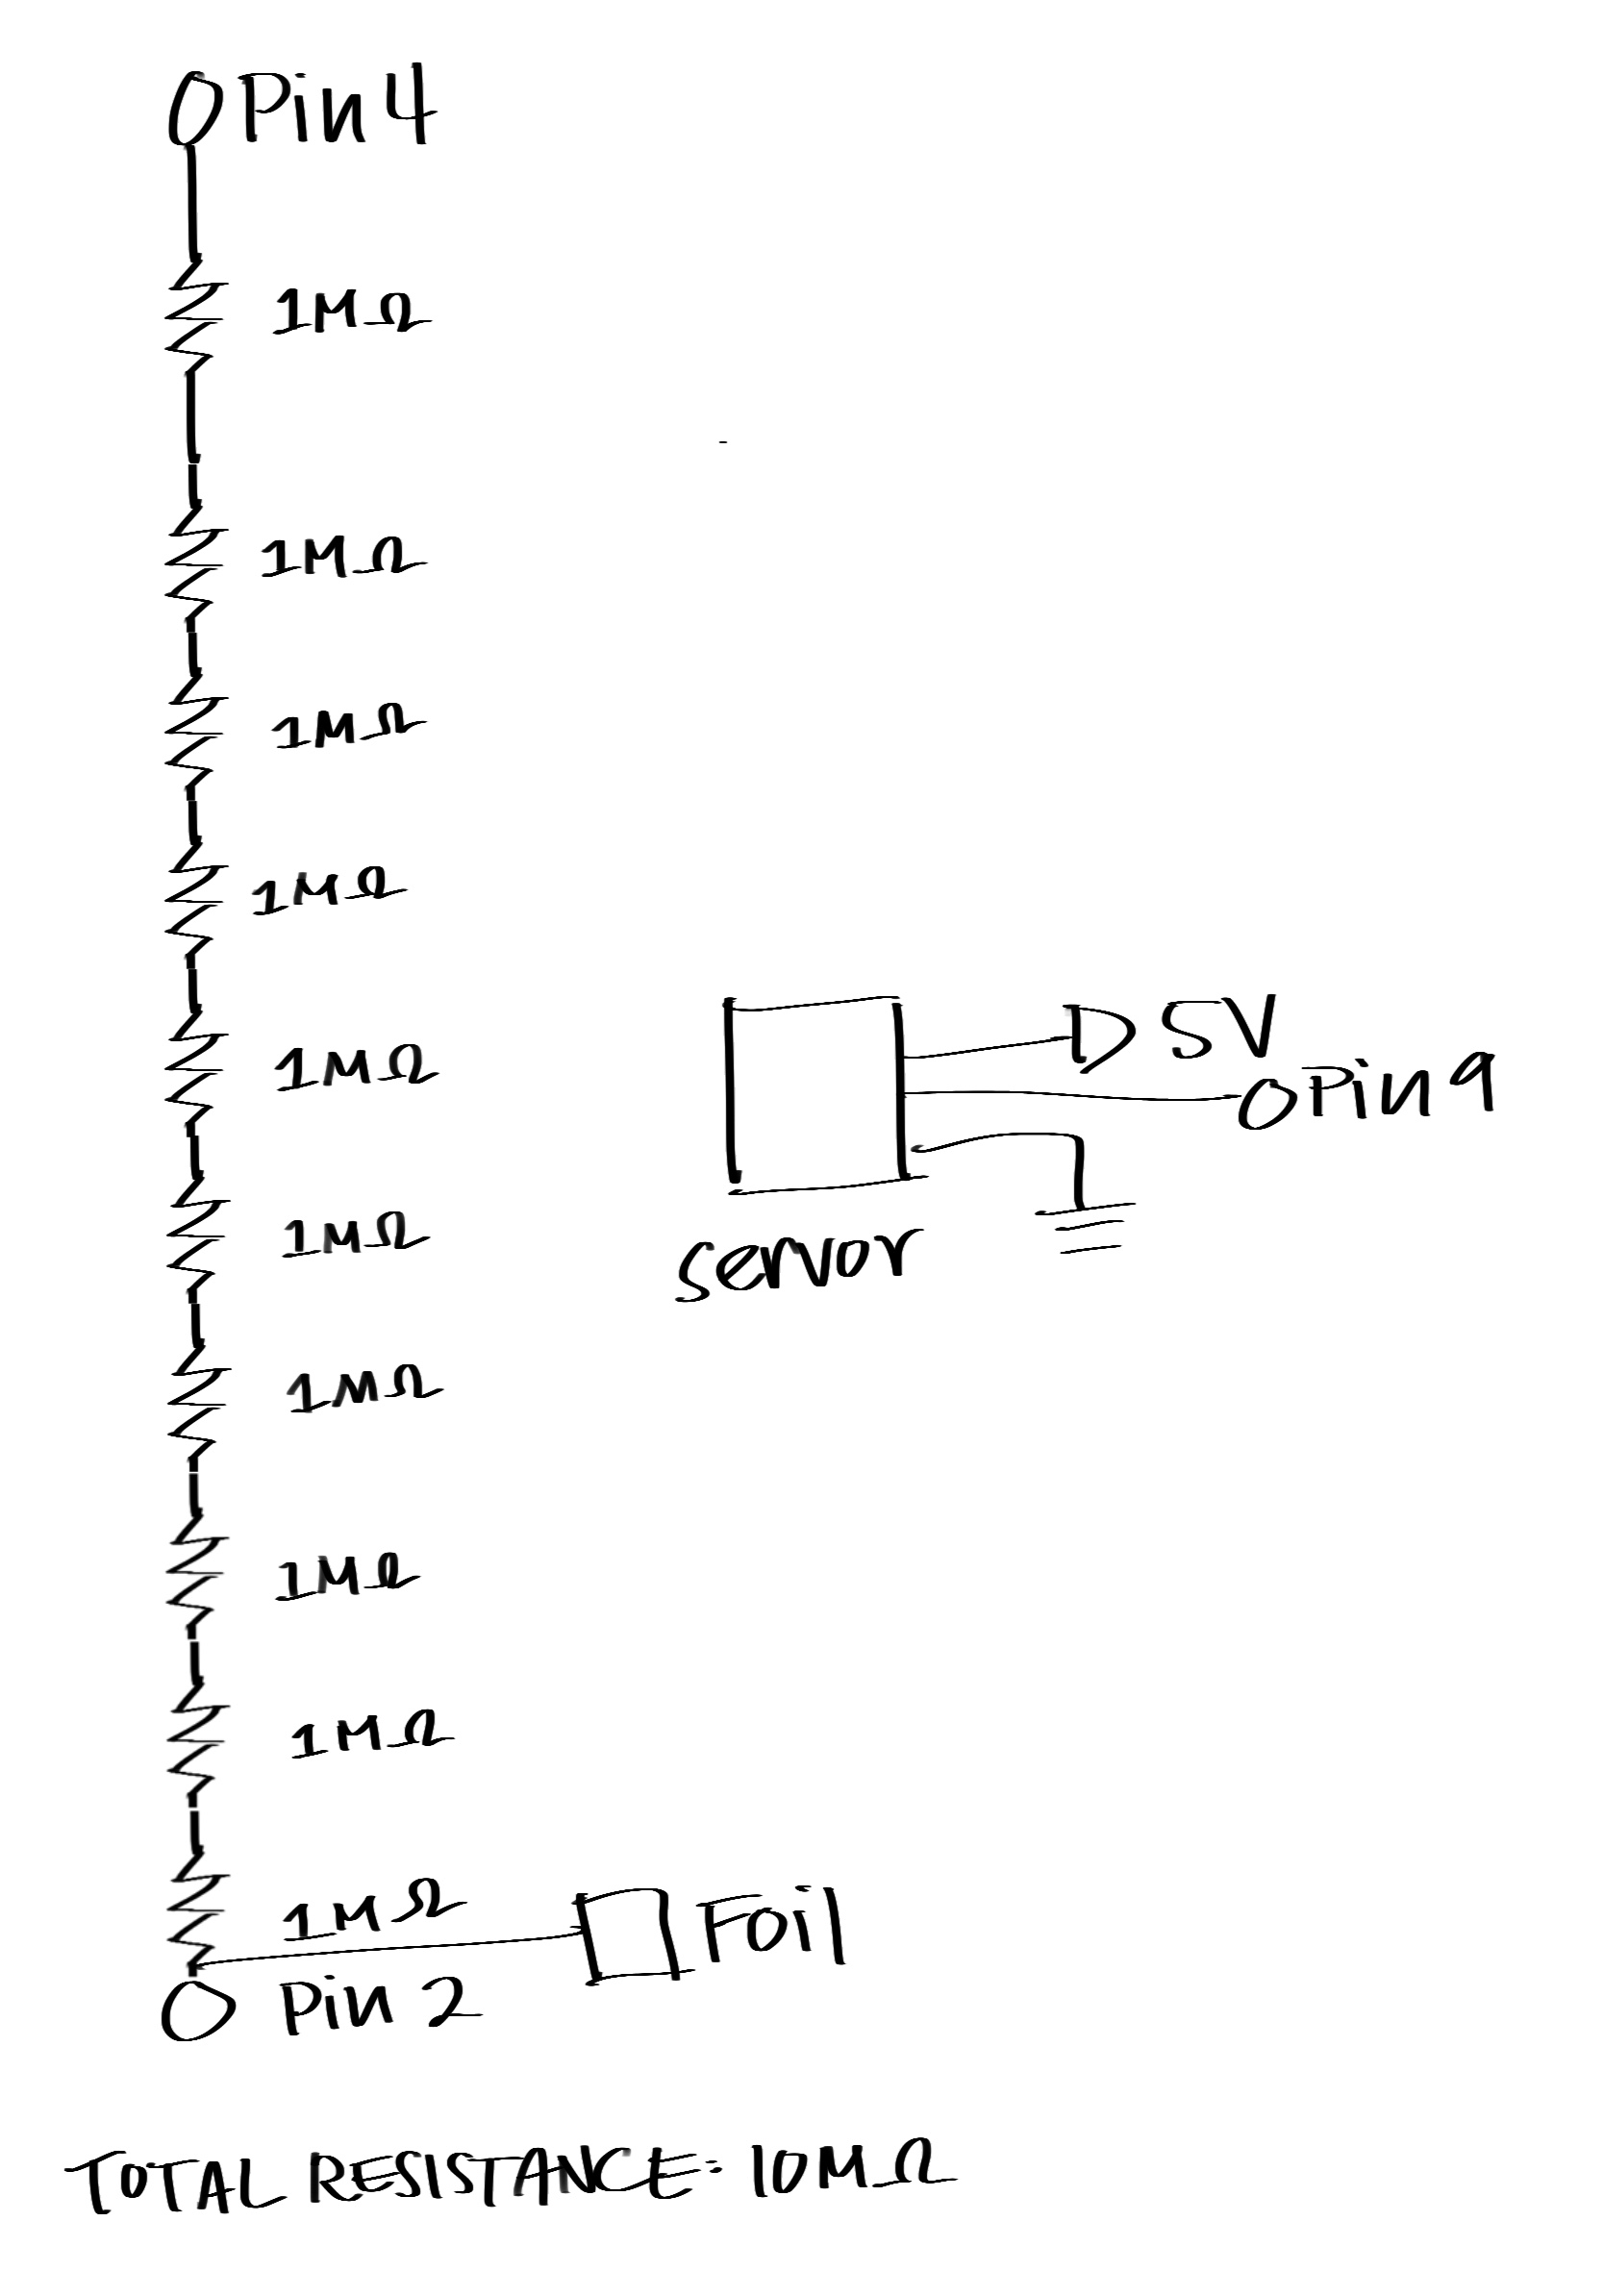 O Pin 4
1MΩ
1MΩ
1MΩ
1MΩ
1MΩ
1MΩ
1MΩ
1MΩ
1MΩ
1MΩ
Foil
O Pin 2
5V
O Pin 9
servor
TOTAL RESISTANCE: 10MΩ